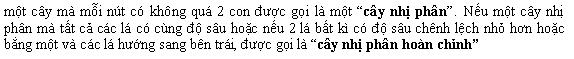 một cây mà mỗi nút có không quá 2 con được gọi là một “cây nhị phân”. Nếu một cây nhị
phân mà tất cả các lá có cùng độ sâu hoặc nếu 2 lá bất kì có độ sâu chênh lệch nhỏ hơn hoặc
bằng một và các lá hướng sang bên trái, được gọi là “cây nhị phân hoàn chỉnh”